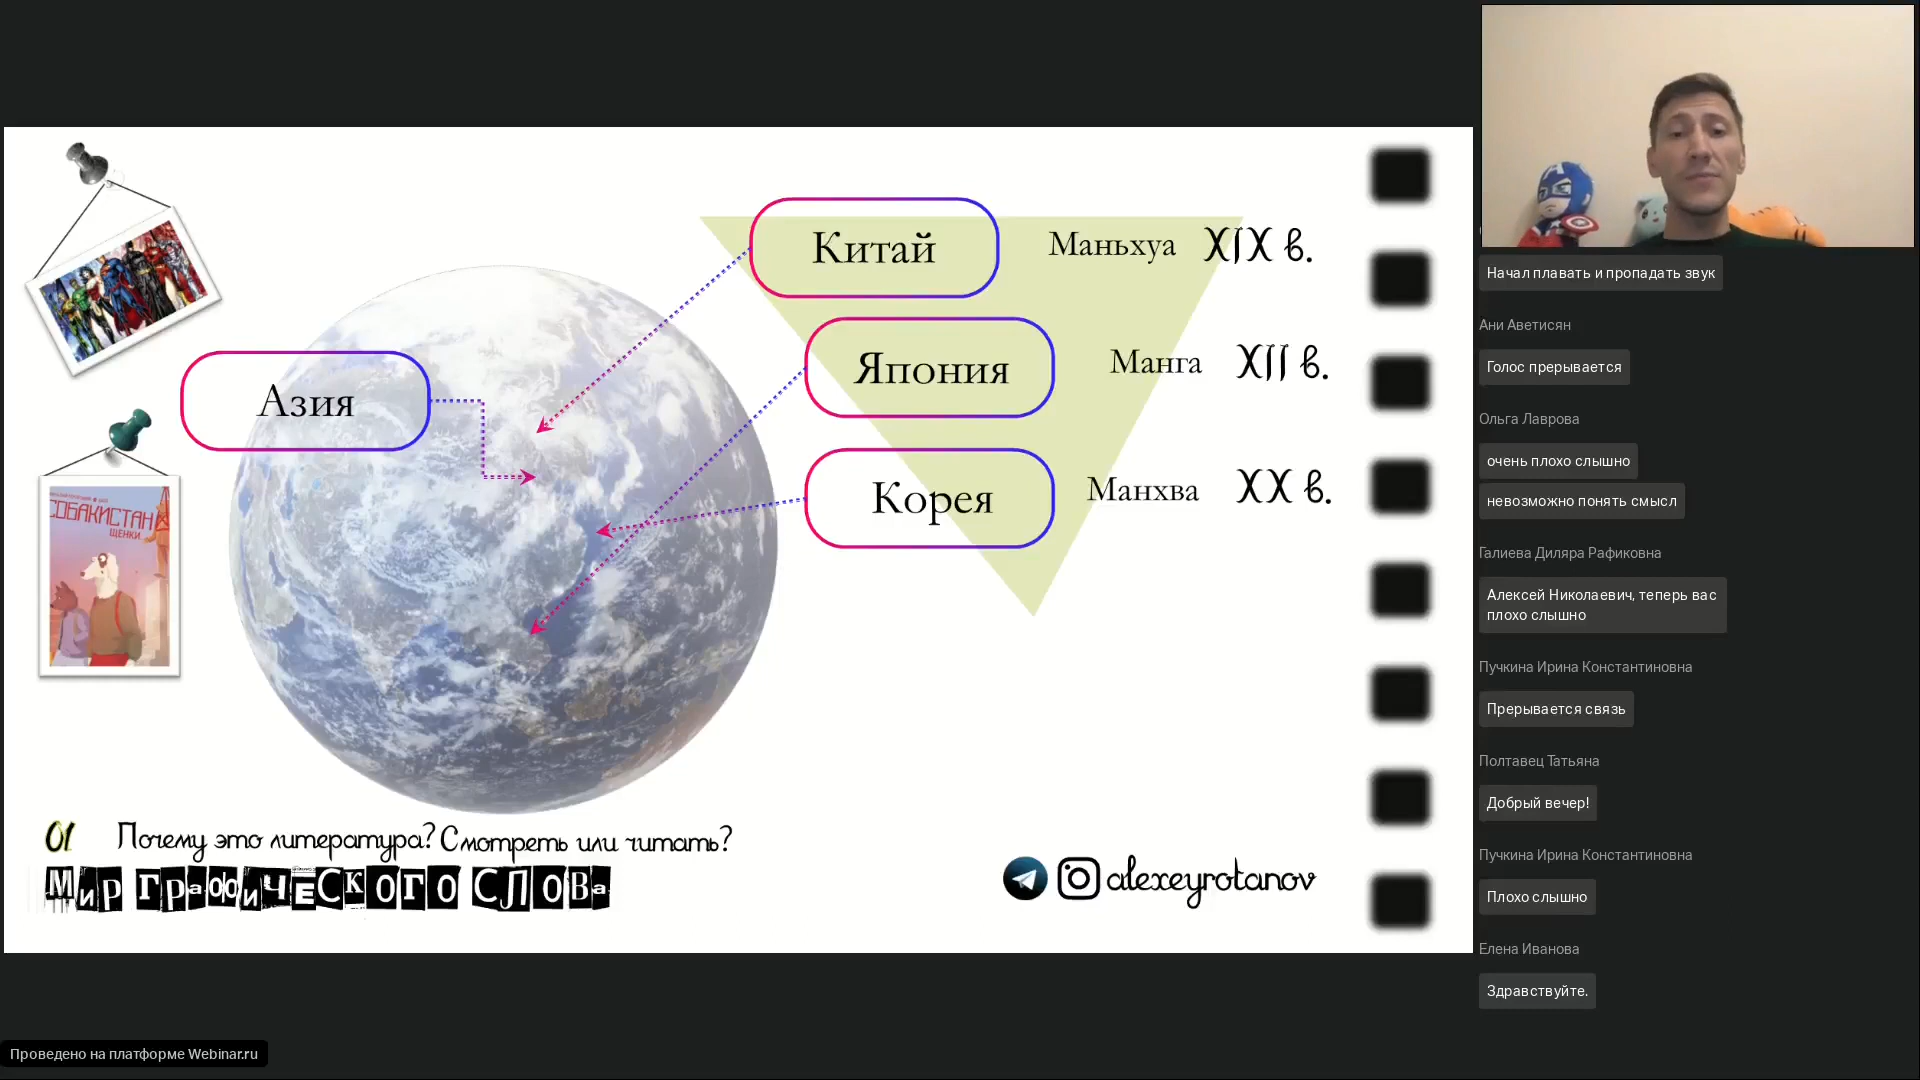 Китай
Маньхуа XIX в.
Япония
Манга XII в.
Азия
Корея
Манхва XX в.
СОБАКИСТАН
ЩЕНКИ
01 Почему это литература? Смотреть или читать?
Мир графического слова
alexeyrotanov
Начал плавать и пропадать звук
Ани Аветисян
Голос прерывается
Ольга Лаврова
очень плохо слышно
невозможно понять смысл
Галиева Диляра Рафиковна
Алексей Николаевич, теперь вас
плохо слышно
Пучкина Ирина Константиновна
Прерывается связь
Полтавец Татьяна
Добрый вечер!
Пучкина Ирина Константиновна
Плохо слышно
Елена Иванова
Здравствуйте.
Проведено на платформе Webinar.ru